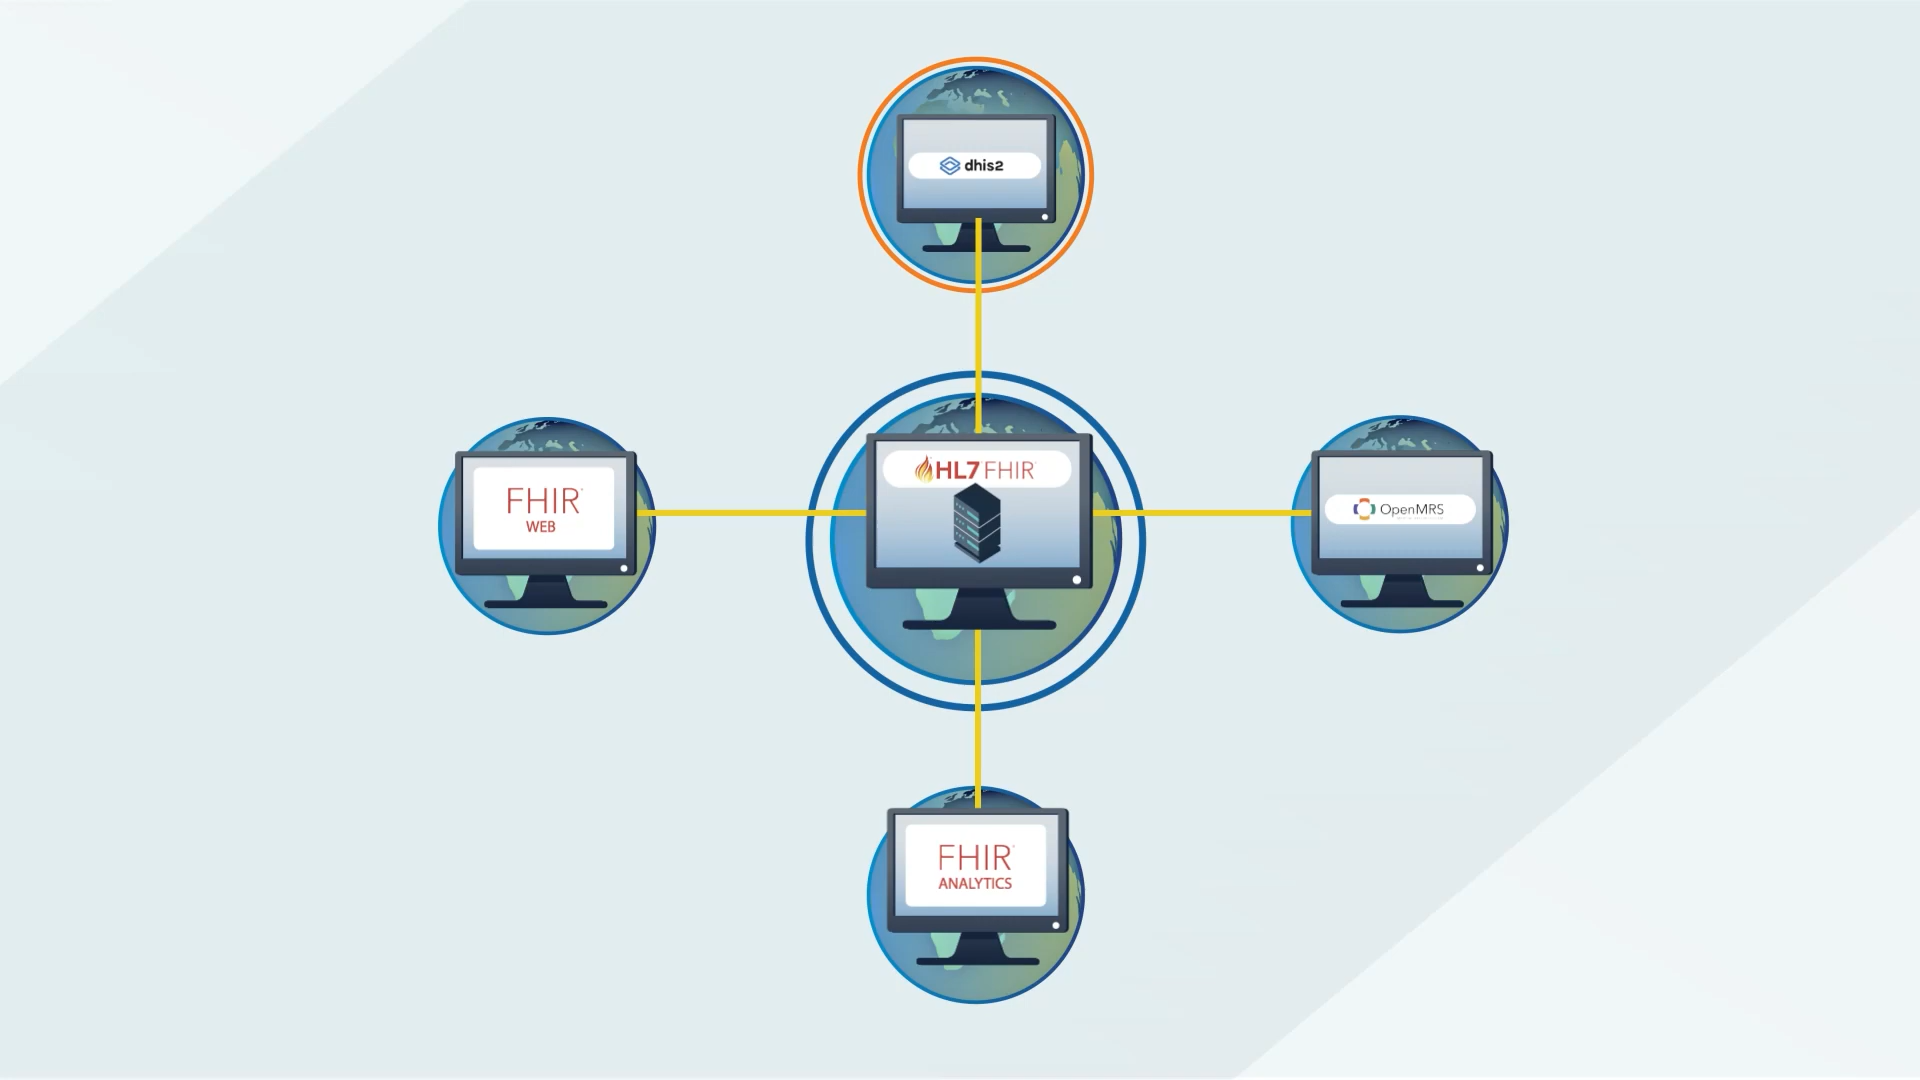 dhis2
HL7 FHIR
FHIR
WEB
OpenMRS
FHIR
ANALYTICS